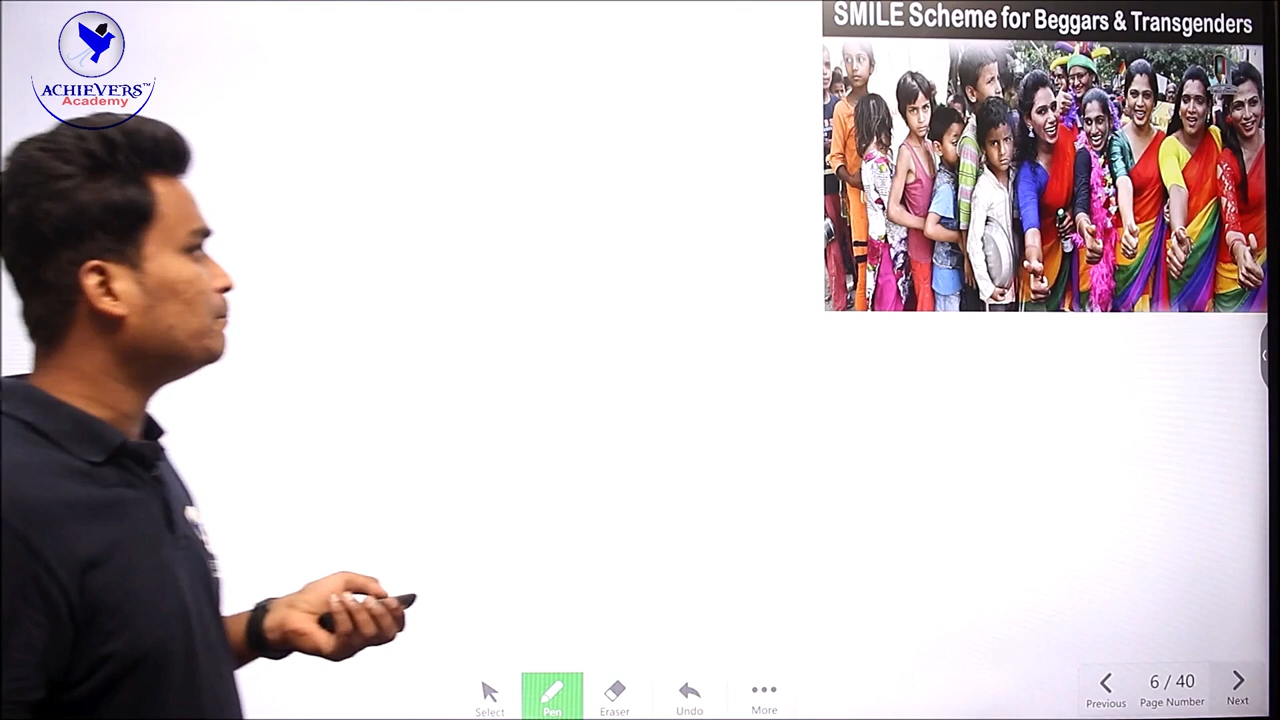 ACHIEVERS™
Academy
SMILE Scheme for Beggars & Transgenders
Select
Pen
Eraser
Undo
More
Previous
6 / 40
Page Number
Next